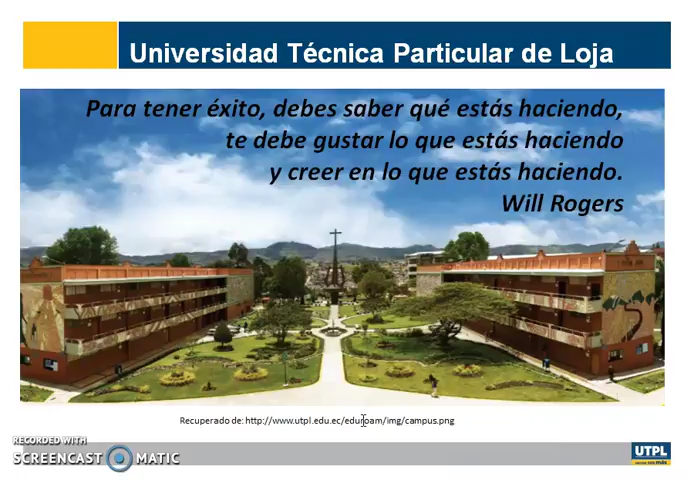 Universidad Técnica Particular de Loja
Para tener éxito, debes saber qué estás haciendo,
te debe gustar lo que estás haciendo
y creer en lo que estás haciendo.
Will Rogers
Recuperado de: http://www.utpl.edu.ec/eduroam/img/campus.png
RECORDED WITH
SCREENCAST MATIC
UTPL